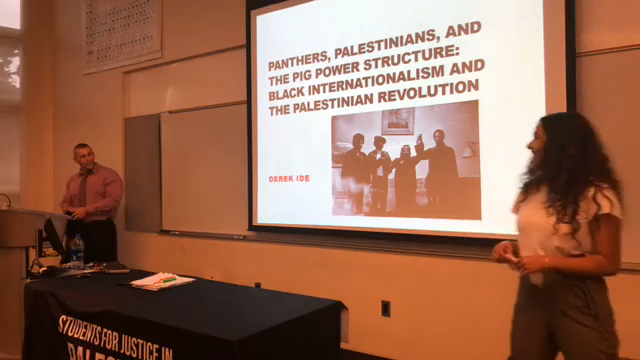 PANTHERS, PALESTINIANS, AND
THE PIG POWER STRUCTURE:
BLACK INTERNATIONALISM AND
THE PALESTINIAN REVOLUTION
DEREK IDE
STUDENTS FOR JUSTICE IN